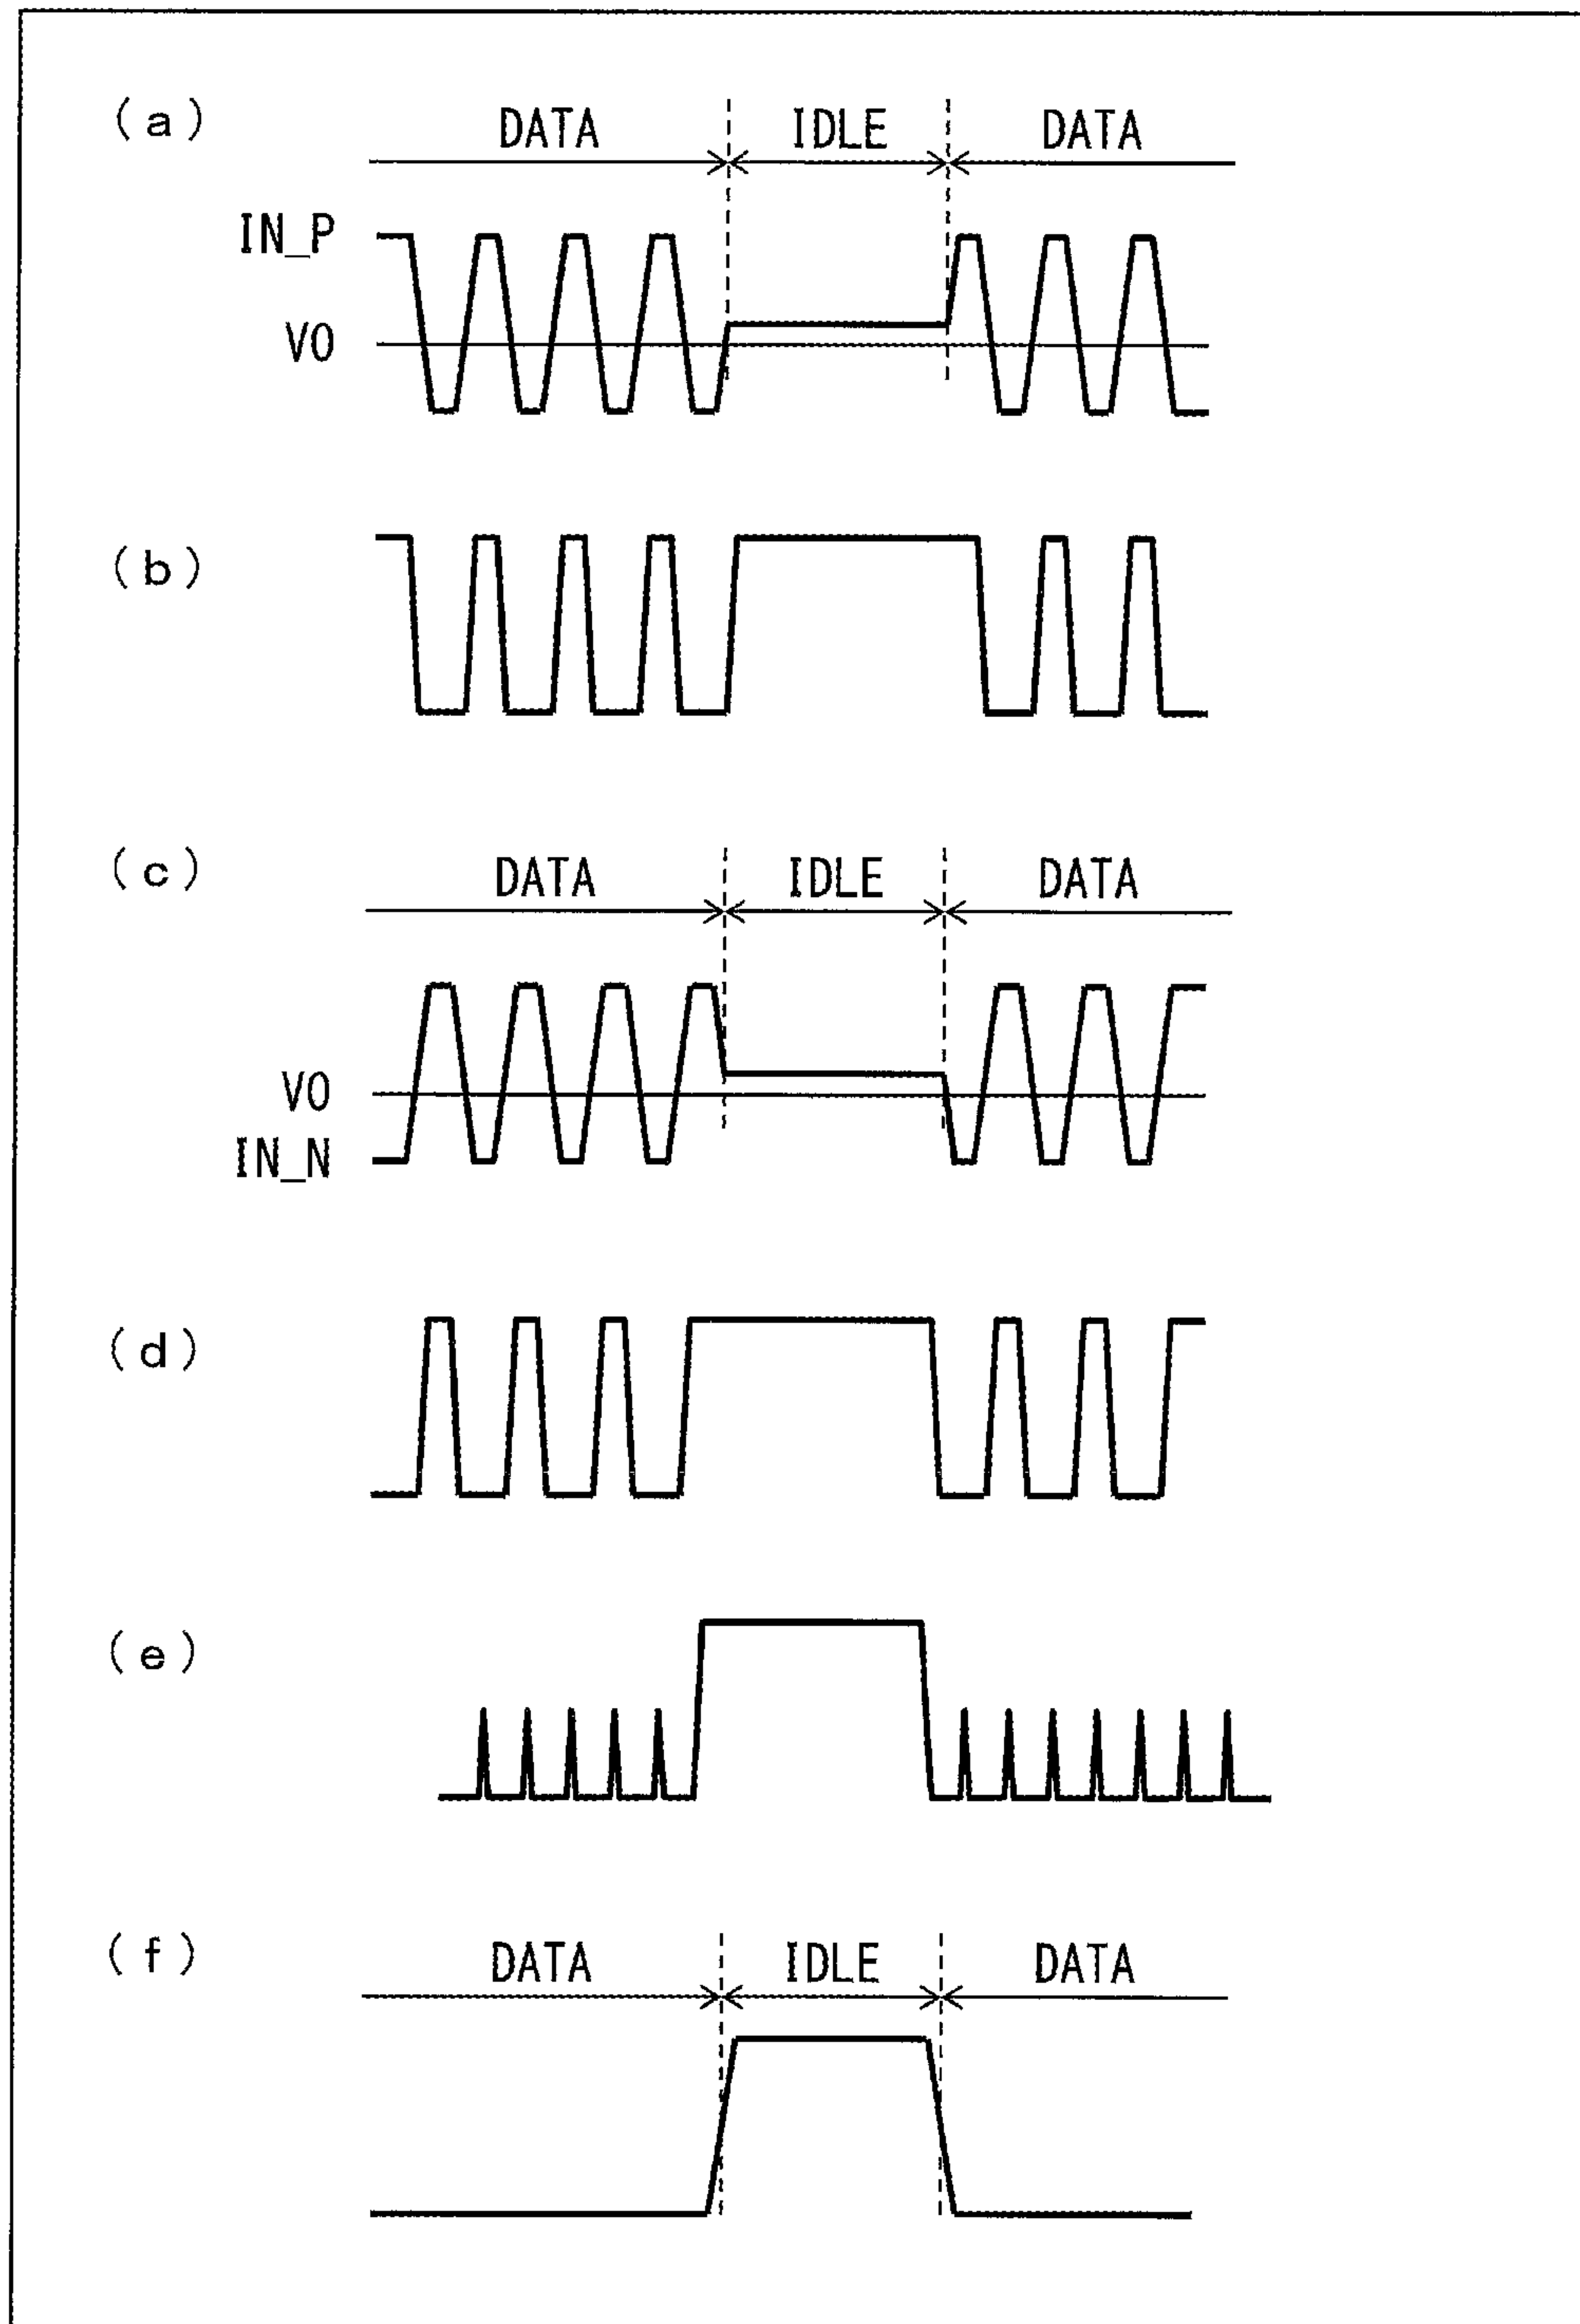 (a)
DATA IDLE DATA
IN_P
V0
(b)
(c)
DATA IDLE DATA
V0
IN_N
(d)
(e)
(f)
DATA IDLE DATA